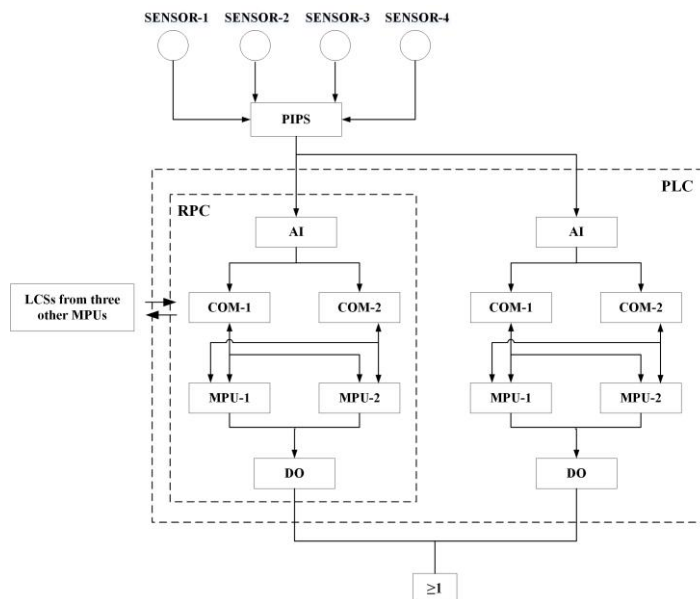 SENSOR-1 SENSOR-2 SENSOR-3 SENSOR-4
PIPS
PLC
RPC
AI AI
LCSs from three
other MPUs
COM-1 COM-2 COM-1 COM-2
MPU-1 MPU-2 MPU-1 MPU-2
DO DO
≥1